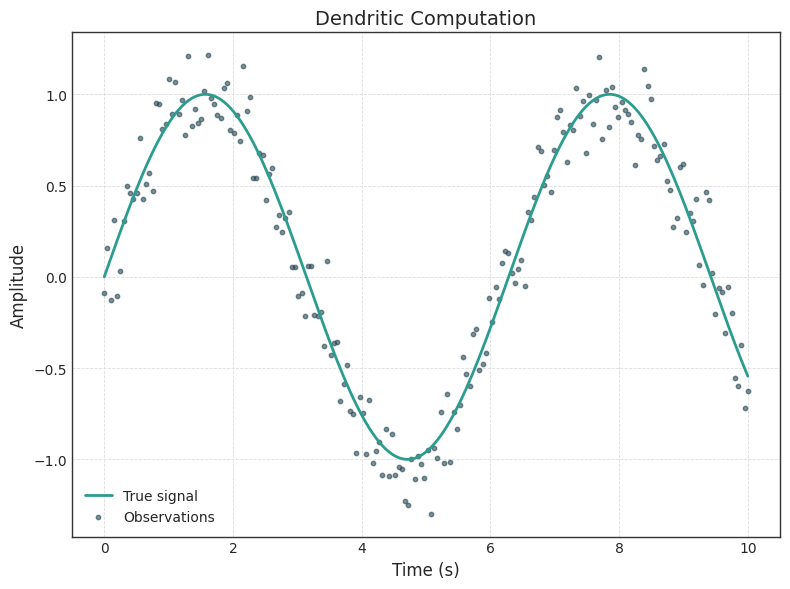 Dendritic Computation
Amplitude
1.0
0.5
0.0
−0.5
−1.0
True signal
Observations
0 2 4 6 8 10
Time (s)